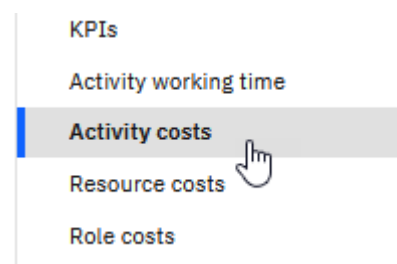 KPIs
Activity working time
Activity costs
Resource costs
Role costs